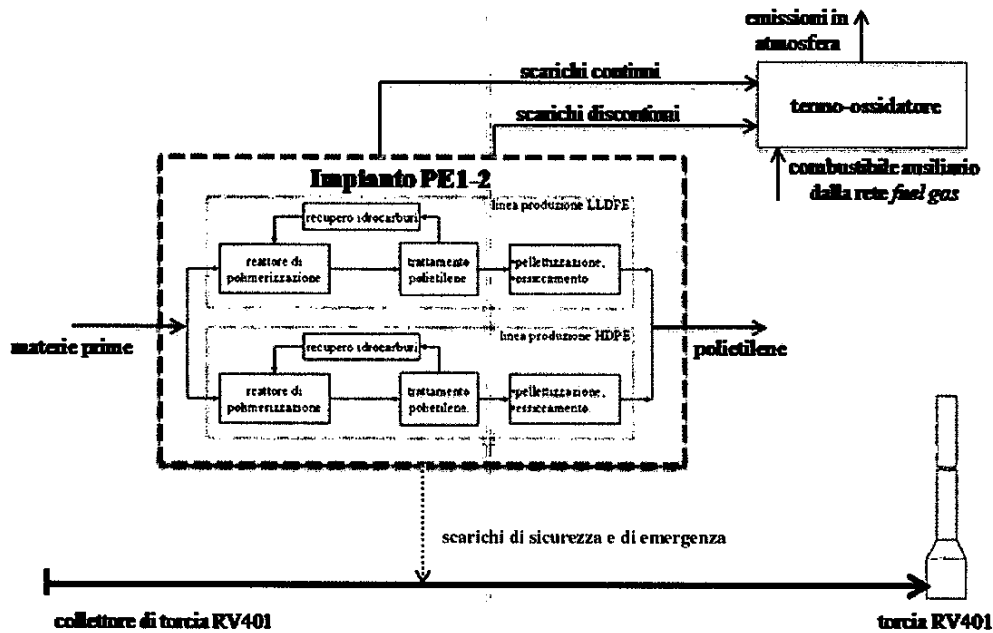 emissioni in
atmosfera
scarichi continui
scarichi discontinui
termo-ossidatore
combustibile ausiliario
dalla rete fuel gas
Impianto PE1-2
linea produzione LLDPE
recupero idrocarburi
reattore di
polimerizzazione
trattamento
polietilene
•pellettizzazione,
•essiccamento
materie prime
polietilene
linea produzione HDPE
recupero idrocarburi
reattore di
polimerizzazione
trattamento
polietilene.
•pellettizzazione,
•essiccamento.
scarichi di sicurezza e di emergenza
collettore di torcia RV401
torcia RV401